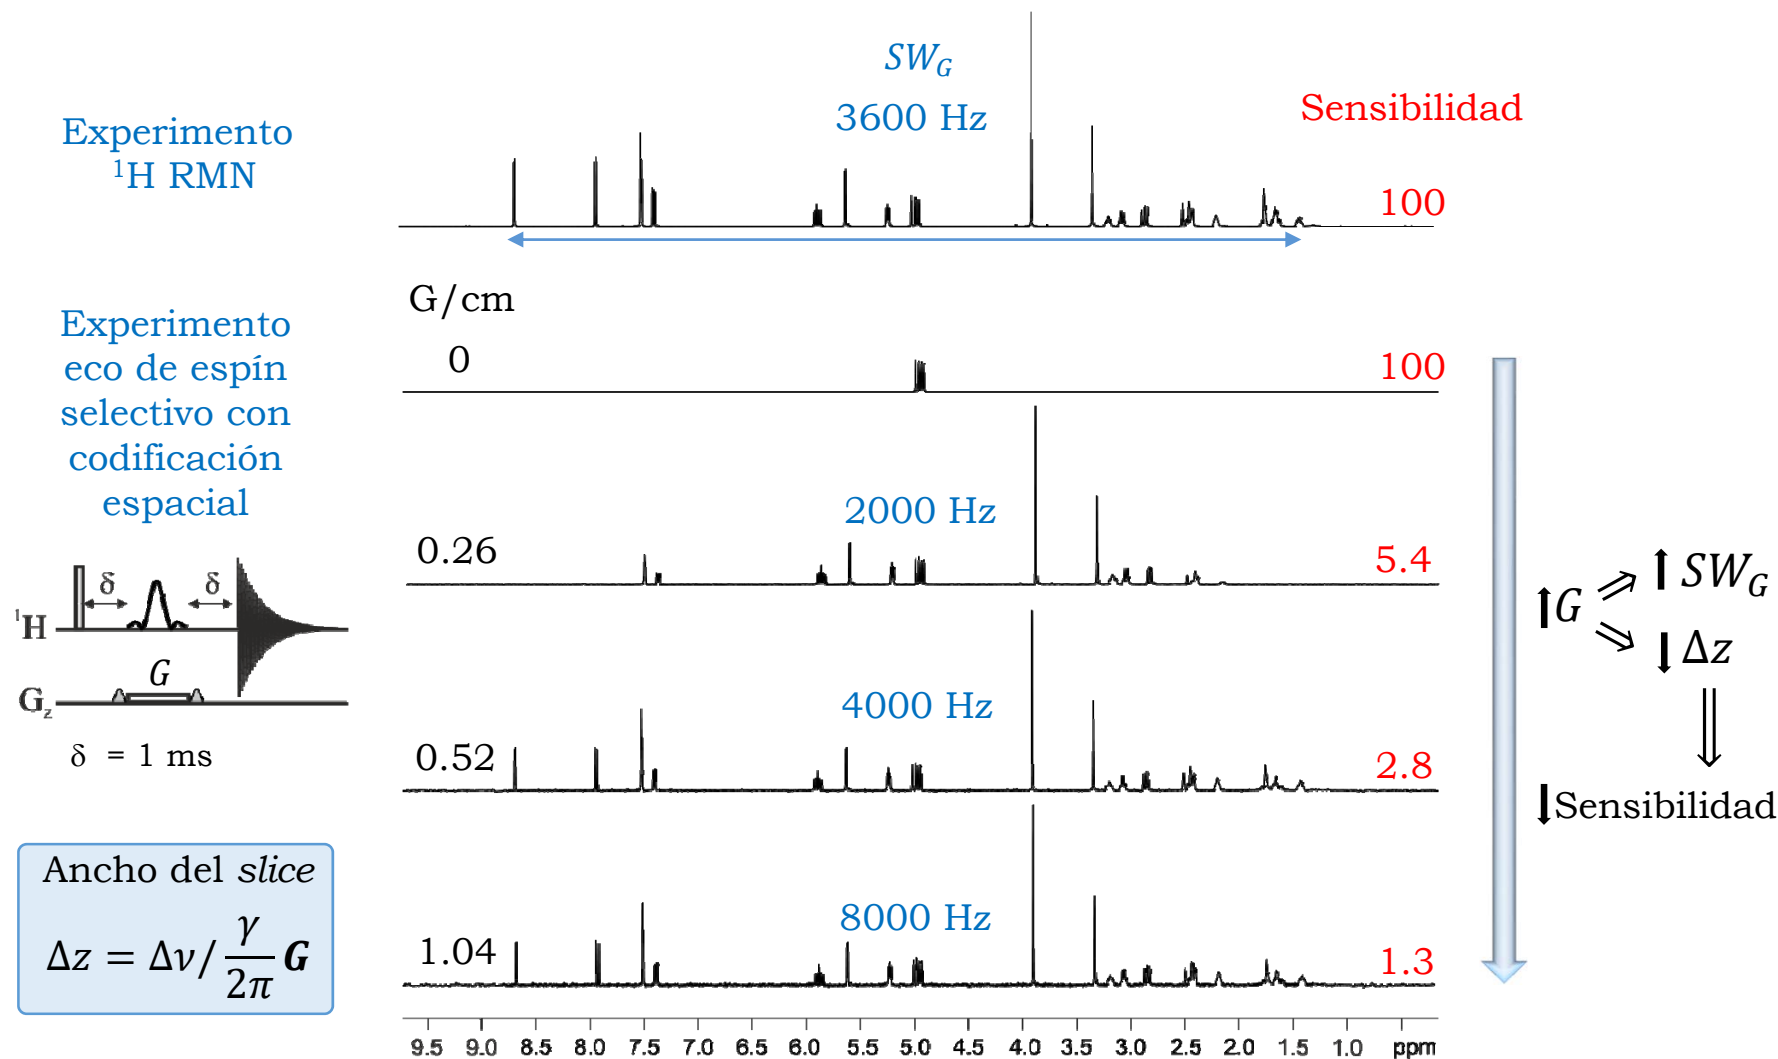 Experimento
¹H RMN
SW_G
3600 Hz
Sensibilidad
100
Experimento
eco de espín
selectivo con
codificación
espacial
G/cm
0
100
0.26
2000 Hz
5.4
0.52
4000 Hz
2.8
1.04
8000 Hz
1.3
¹H
δ δ
G
G_z
δ = 1 ms
Ancho del slice
Δz = Δν/ γ/2π G
⬆G ⇒ ⬆SW_G
⇒ ⬇Δz
⇓
⬇Sensibilidad
9.5 9.0 8.5 8.0 7.5 7.0 6.5 6.0 5.5 5.0 4.5 4.0 3.5 3.0 2.5 2.0 1.5 1.0 ppm